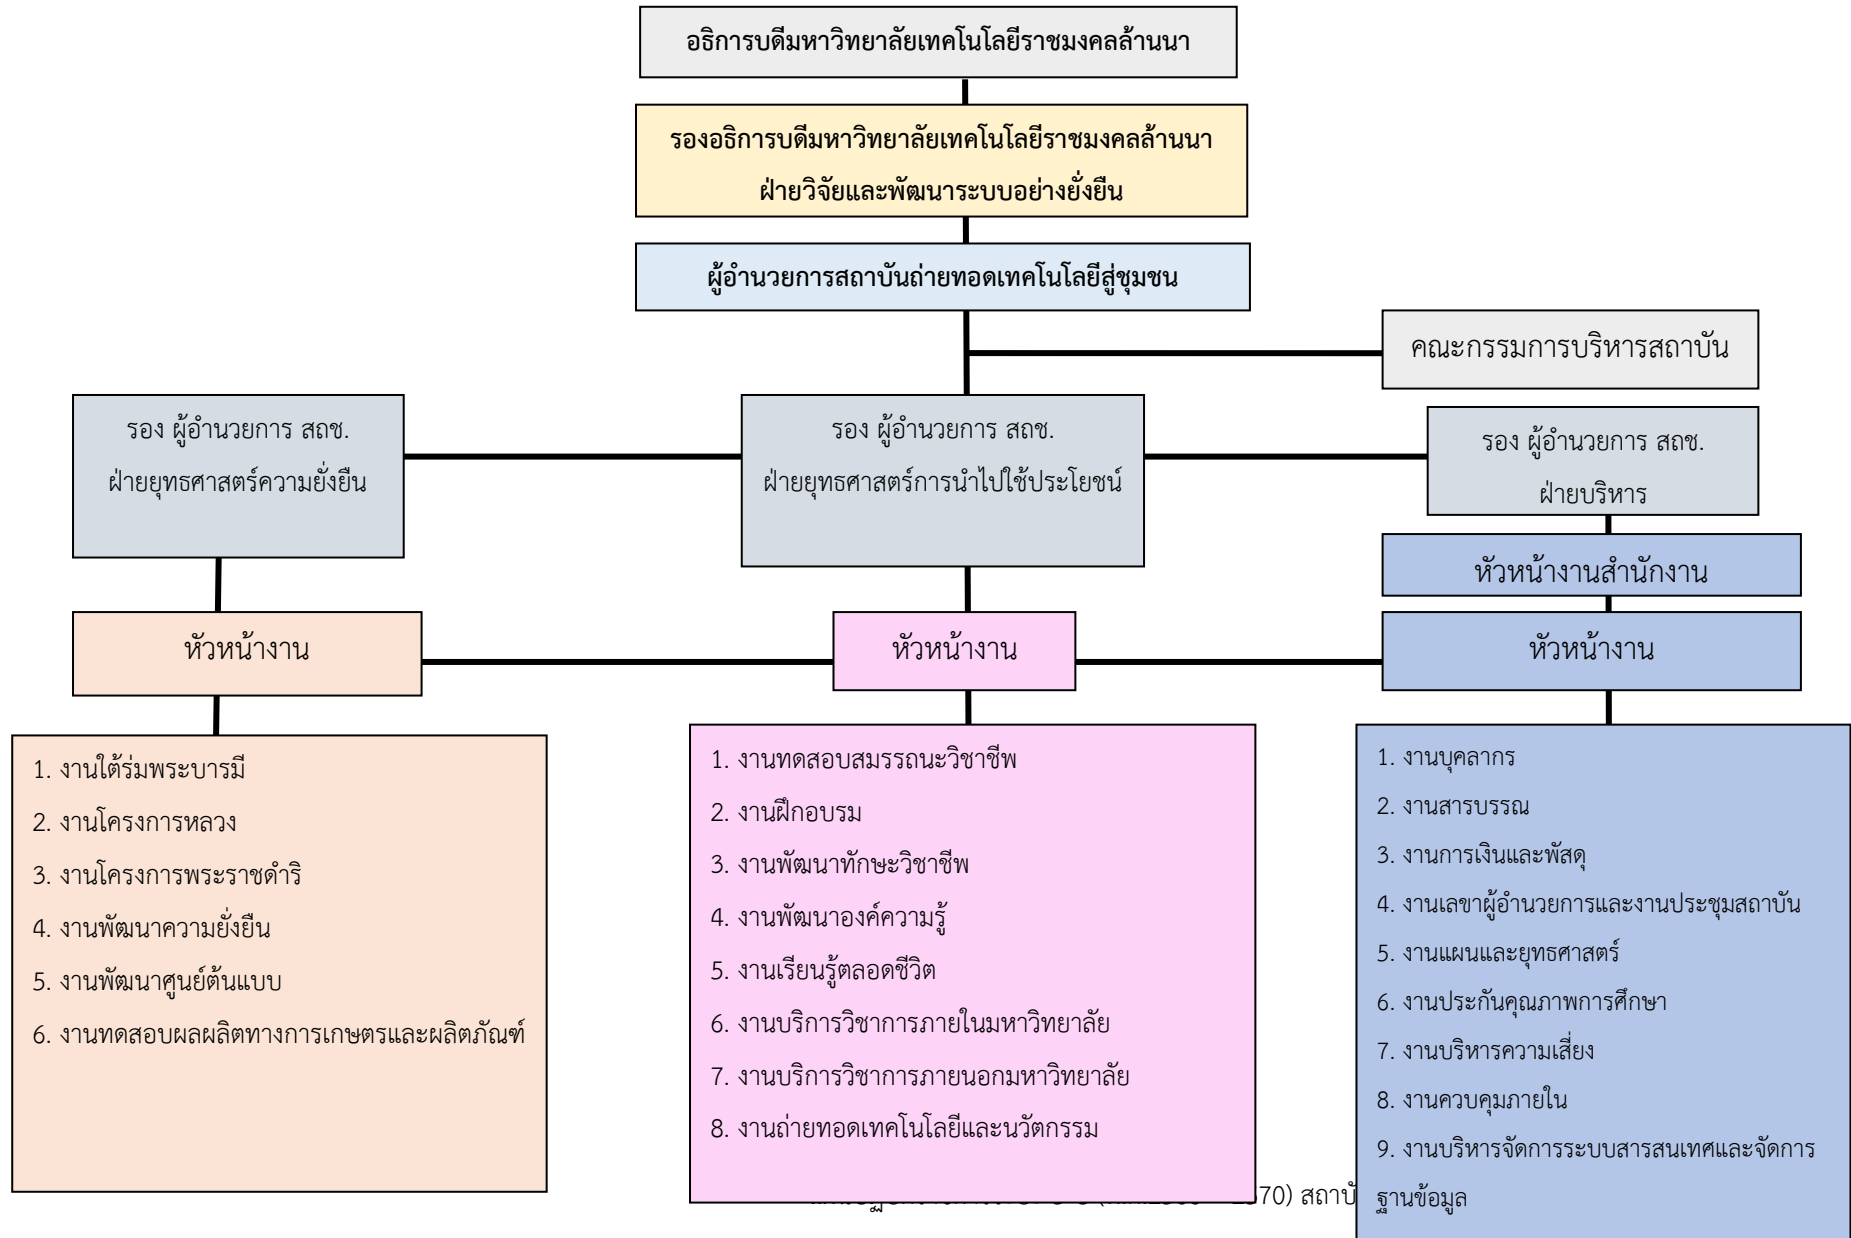 อธิการบดีมหาวิทยาลัยเทคโนโลยีราชมงคลล้านนา
รองอธิการบดีมหาวิทยาลัยเทคโนโลยีราชมงคลล้านนา
ฝ่ายวิจัยและพัฒนาระบบอย่างยั่งยืน
ผู้อำนวยการสถาบันถ่ายทอดเทคโนโลยีสู่ชุมชน
คณะกรรมการบริหารสถาบัน
รอง ผู้อำนวยการ สถช.
ฝ่ายยุทธศาสตร์ความยั่งยืน
รอง ผู้อำนวยการ สถช.
ฝ่ายยุทธศาสตร์การนำไปใช้ประโยชน์
รอง ผู้อำนวยการ สถช.
ฝ่ายบริหาร
หัวหน้างานสำนักงาน
หัวหน้างาน
หัวหน้างาน
หัวหน้างาน
1. งานใต้ร่มพระบารมี
2. งานโครงการหลวง
3. งานโครงการพระราชดำริ
4. งานพัฒนาความยั่งยืน
5. งานพัฒนาศูนย์ต้นแบบ
6. งานทดสอบผลผลิตทางการเกษตรและผลิตภัณฑ์
1. งานทดสอบสมรรถนะวิชาชีพ
2. งานฝึกอบรม
3. งานพัฒนาทักษะวิชาชีพ
4. งานพัฒนาองค์ความรู้
5. งานเรียนรู้ตลอดชีวิต
6. งานบริการวิชาการภายในมหาวิทยาลัย
7. งานบริการวิชาการภายนอกมหาวิทยาลัย
8. งานถ่ายทอดเทคโนโลยีและนวัตกรรม
1. งานบุคลากร
2. งานสารบรรณ
3. งานการเงินและพัสดุ
4. งานเลขาผู้อำนวยการและงานประชุมสถาบัน
5. งานแผนและยุทธศาสตร์
6. งานประกันคุณภาพการศึกษา
7. งานบริหารความเสี่ยง
8. งานควบคุมภายใน
9. งานบริหารจัดการระบบสารสนเทศและจัดการ
ฐานข้อมูล